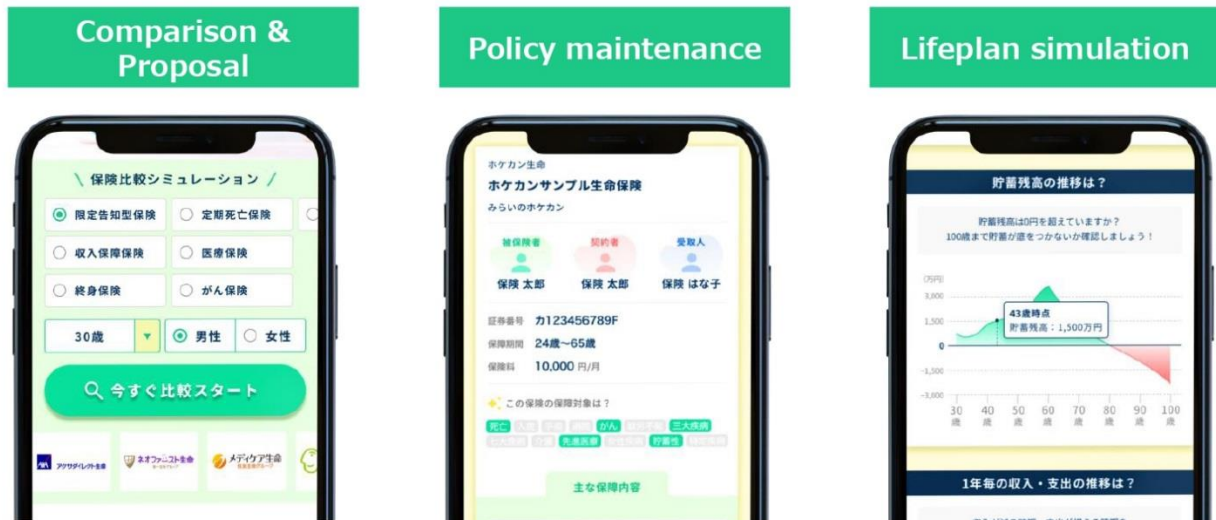 Comparison &
Proposal
\ 保険比較シミュレーション /
限定告知型保険
定期死亡保険
収入保障保険
医療保険
終身保険
がん保険
30歳
男性
女性
今すぐ比較スタート
アクサダイレクト生命
ネオファースト生命
メディケア生命
Policy maintenance
ホケカン生命
ホケカンサンプル生命保険
みらいのホケカン
被保険者
契約者
受取人
保険 太郎
保険 太郎
保険 はな子
証券番号 カ123456789F
保障期間 24歳〜65歳
保険料 10,000 円/月
この保険の保障対象は？
死亡
がん
三大疾病
先進医療
貯蓄性
主な保障内容
Lifeplan simulation
貯蓄残高の推移は？
貯蓄残高は0円を超えていますか？
100歳まで貯蓄が底をつかないか確認しましょう！
(万円)
3,000
1,500
0
-1,500
-3,000
43歳時点
貯蓄残高：1,500万円
30 40 50 60 70 80 90 100
歳 歳 歳 歳 歳 歳 歳 歳
1年毎の収入・支出の推移は？